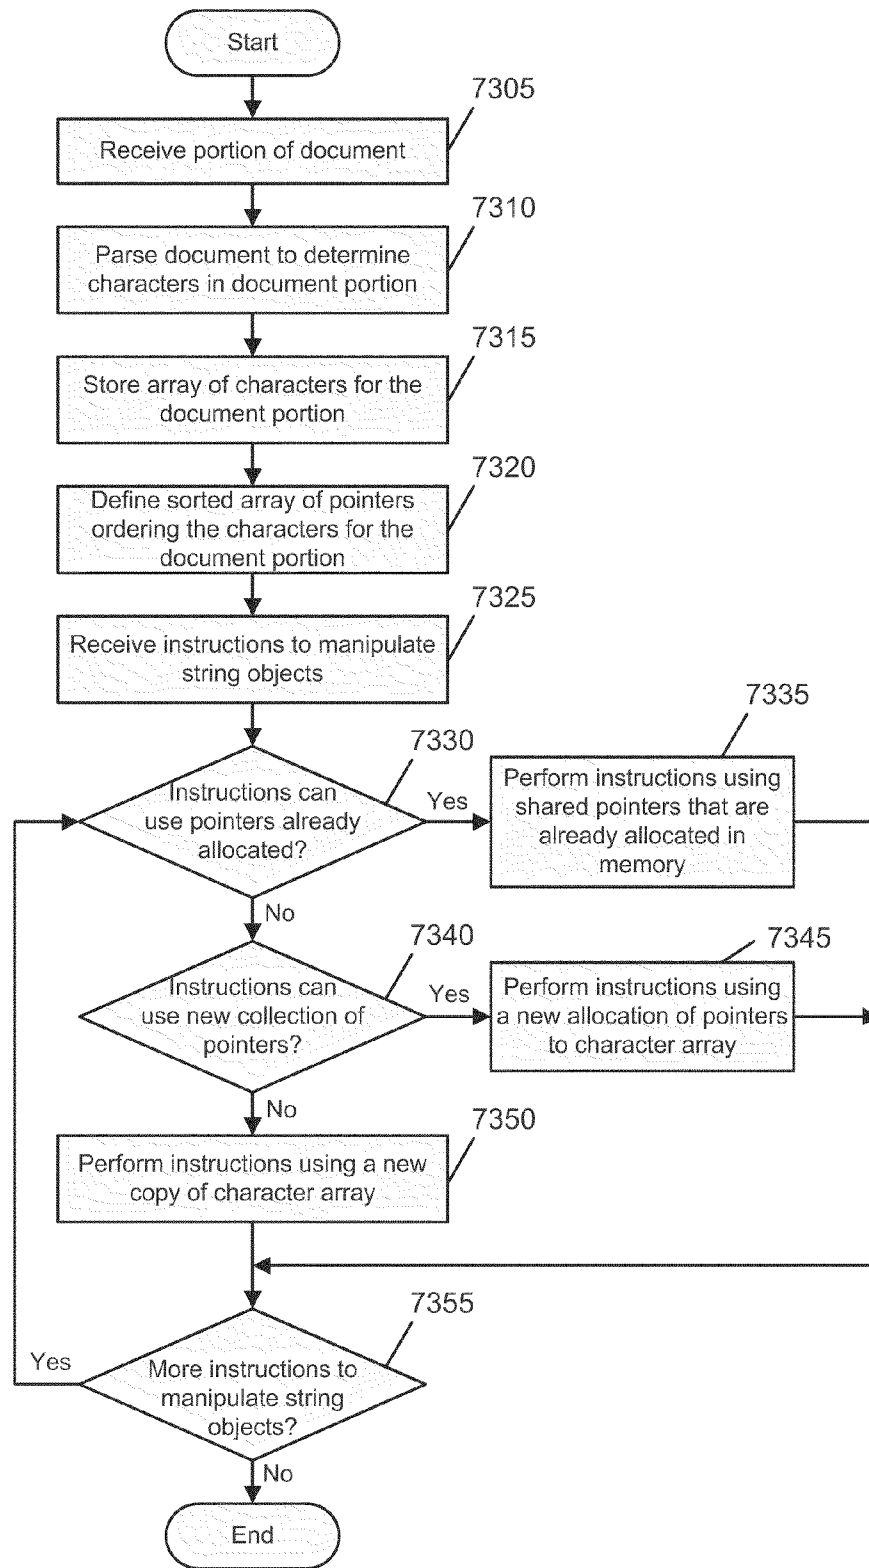 Start
7305
Receive portion of document
7310
Parse document to determine
characters in document portion
7315
Store array of characters for the
document portion
7320
Define sorted array of pointers
ordering the characters for the
document portion
7325
Receive instructions to manipulate
string objects
7330
Instructions can
use pointers already
allocated?
Yes
7335
Perform instructions using
shared pointers that are
already allocated in
memory
No
7340
Instructions can
use new collection of
pointers?
Yes
7345
Perform instructions using
a new allocation of pointers
to character array
No
7350
Perform instructions using a new
copy of character array
7355
More instructions to
manipulate string
objects?
Yes
No
End